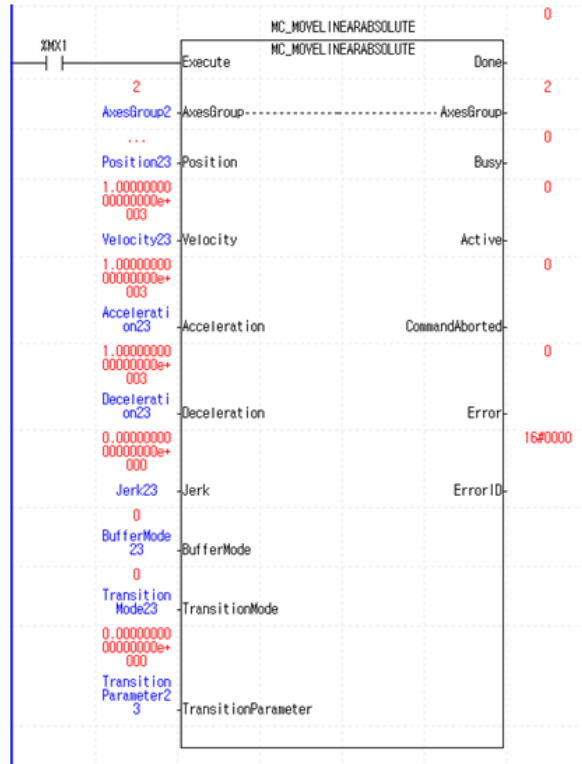 0
MC_MOVELINEARABSOLUTE
%MX1
MC_MOVELINEARABSOLUTE
Execute
Done
2
2
AxesGroup2
AxesGroup
AxesGroup
...
0
Position23
Position
Busy
1.00000000
00000000e+
003
0
Velocity23
Velocity
Active
1.00000000
00000000e+
003
0
Accelerati
on23
Acceleration
CommandAborted
1.00000000
00000000e+
003
0
Decelerati
on23
Deceleration
Error
0.00000000
00000000e+
000
16#0000
Jerk23
Jerk
ErrorID
0
BufferMode
23
BufferMode
0
Transition
Mode23
TransitionMode
0.00000000
00000000e+
000
Transition
Parameter2
3
TransitionParameter